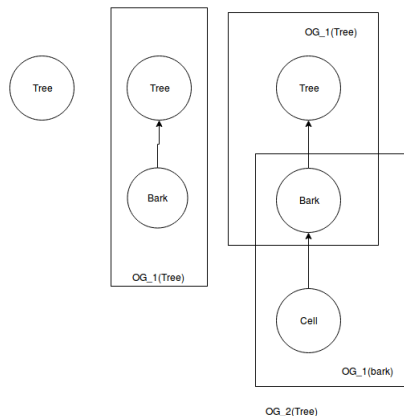 OG_1(Tree)
Tree
Tree
Tree
Bark
Bark
OG_1(Tree)
Cell
OG_1(bark)
OG_2(Tree)